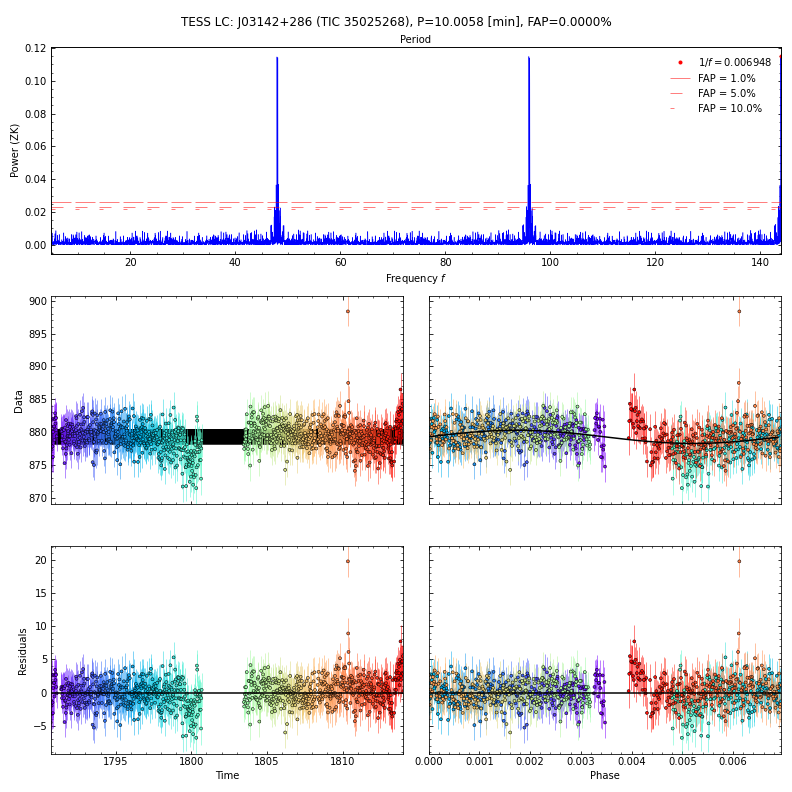 TESS LC: J03142+286 (TIC 35025268), P=10.0058 [min], FAP=0.0000%
Period
0.12
0.10
0.08
0.06
0.04
0.02
0.00
Power (ZK)
1/f = 0.006948
FAP = 1.0%
FAP = 5.0%
FAP = 10.0%
20 40 60 80 100 120 140
Frequency f
900
895
890
885
880
875
870
Data
20
15
10
5
0
−5
Residuals
1795 1800 1805 1810
Time
0.000 0.001 0.002 0.003 0.004 0.005 0.006
Phase